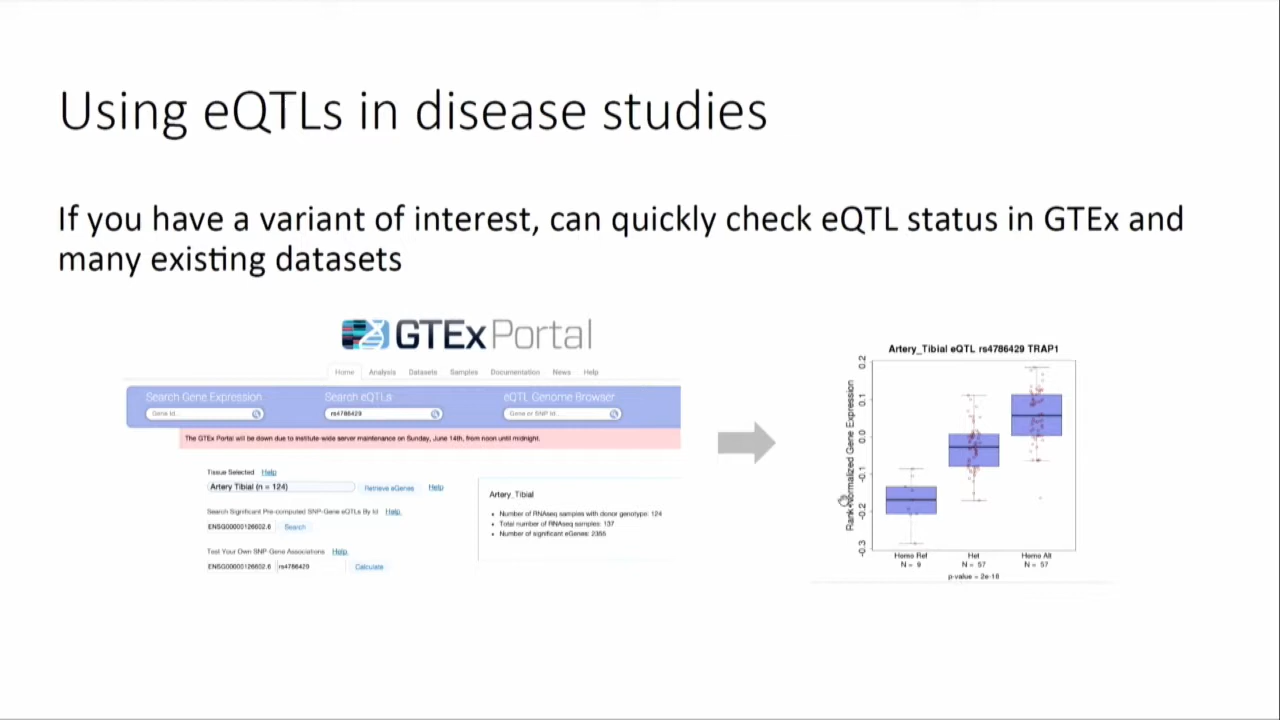 Using eQTLs in disease studies
If you have a variant of interest, can quickly check eQTL status in GTEx and
many existing datasets
GTEx Portal
Home Analysis Datasets Samples Documentation News Help
Search Gene Expression Search eQTLs eQTL Genome Browser
Gene Id... rs4786429 Gene or SNP Id...
The GTEx Portal will be down due to institute-wide server maintenance on Sunday, June 14th, from noon until midnight.
Tissue Selected Help
Artery Tibial (n = 124) Retrieve eGenes Help
Search Significant Pre-computed SNP-Gene eQTLs By Id Help
ENSG00000126602.6 Search
Test Your Own SNP-Gene Associations Help
ENSG00000126602.6 rs4786429 Calculate
Artery_Tibial
• Number of RNAseq samples with donor genotype: 124
• Total number of RNAseq samples: 137
• Number of significant eGenes: 2355
Artery_Tibial eQTL rs4786429 TRAP1
Rank Normalized Gene Expression
0.2
0.1
0.0
-0.1
-0.2
-0.3
Homo Ref Het Homo Alt
N = 9 N = 57 N = 57
p-value = 2e-18